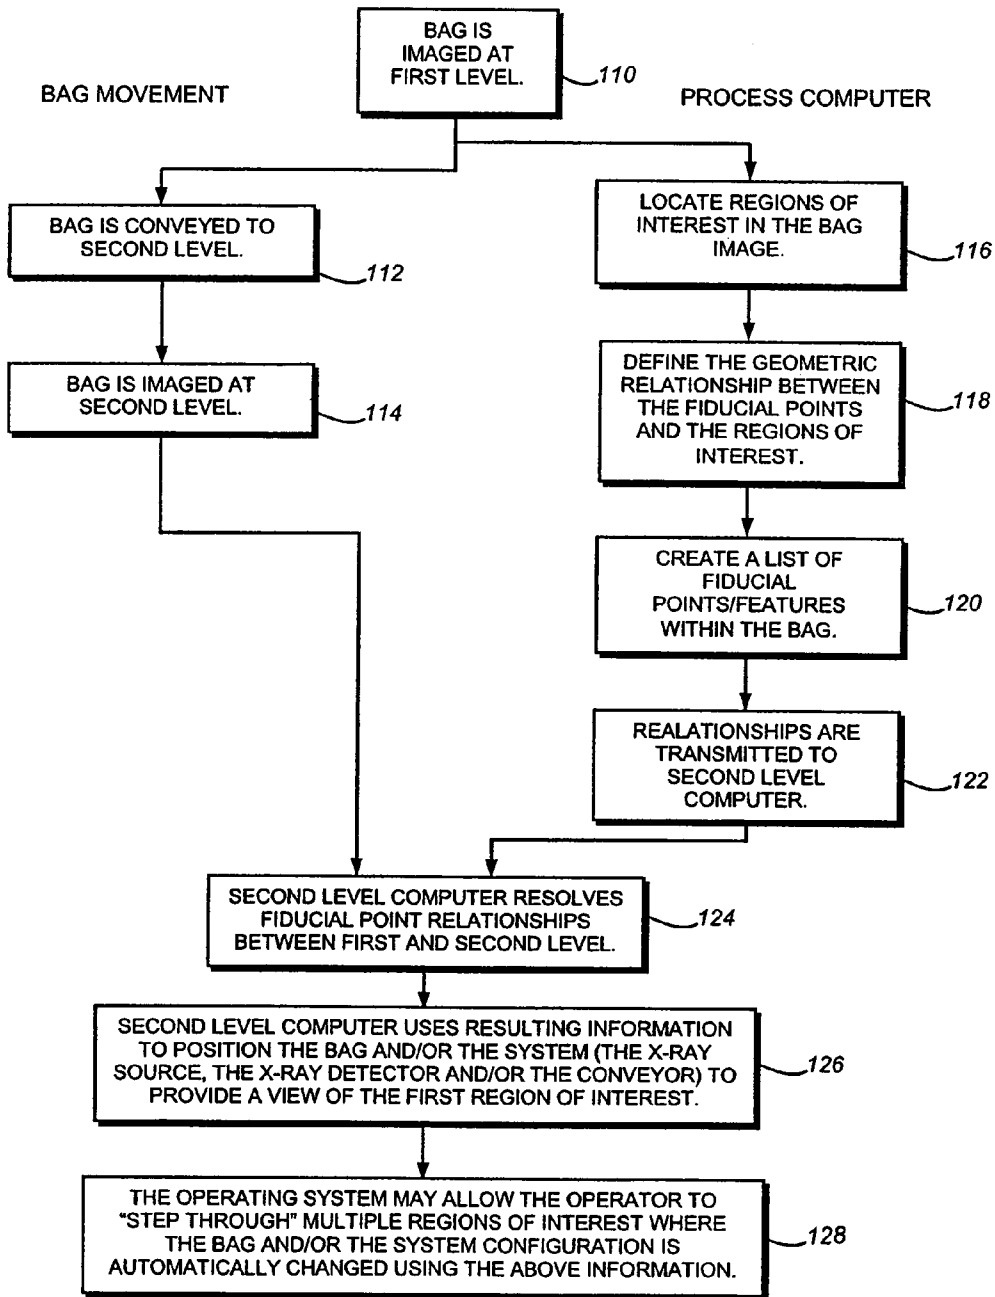 BAG IS
IMAGED AT
FIRST LEVEL.
110
BAG MOVEMENT
PROCESS COMPUTER
BAG IS CONVEYED TO
SECOND LEVEL.
112
LOCATE REGIONS OF
INTEREST IN THE BAG
IMAGE.
116
BAG IS IMAGED AT
SECOND LEVEL.
114
DEFINE THE GEOMETRIC
RELATIONSHIP BETWEEN
THE FIDUCIAL POINTS
AND THE REGIONS OF
INTEREST.
118
CREATE A LIST OF
FIDUCIAL
POINTS/FEATURES
WITHIN THE BAG.
120
REALATIONSHIPS ARE
TRANSMITTED TO
SECOND LEVEL
COMPUTER.
122
SECOND LEVEL COMPUTER RESOLVES
FIDUCIAL POINT RELATIONSHIPS
BETWEEN FIRST AND SECOND LEVEL.
124
SECOND LEVEL COMPUTER USES RESULTING INFORMATION
TO POSITION THE BAG AND/OR THE SYSTEM (THE X-RAY
SOURCE, THE X-RAY DETECTOR AND/OR THE CONVEYOR) TO
PROVIDE A VIEW OF THE FIRST REGION OF INTEREST.
126
THE OPERATING SYSTEM MAY ALLOW THE OPERATOR TO
"STEP THROUGH" MULTIPLE REGIONS OF INTEREST WHERE
THE BAG AND/OR THE SYSTEM CONFIGURATION IS
AUTOMATICALLY CHANGED USING THE ABOVE INFORMATION.
128